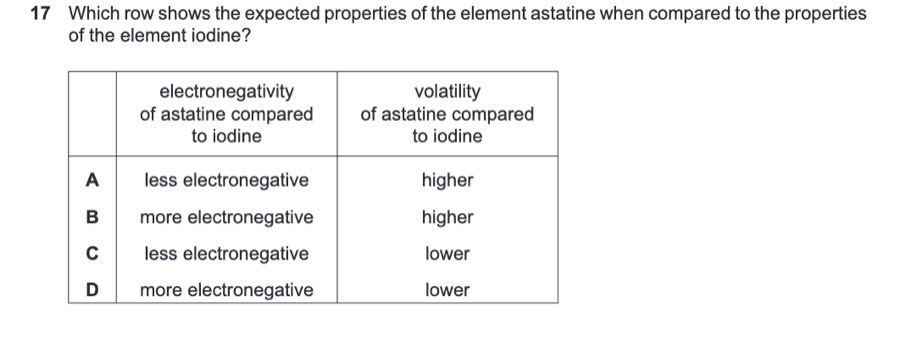 17 Which row shows the expected properties of the element astatine when compared to the properties
of the element iodine?
electronegativity
of astatine compared
to iodine
volatility
of astatine compared
to iodine
A less electronegative higher
B more electronegative higher
C less electronegative lower
D more electronegative lower